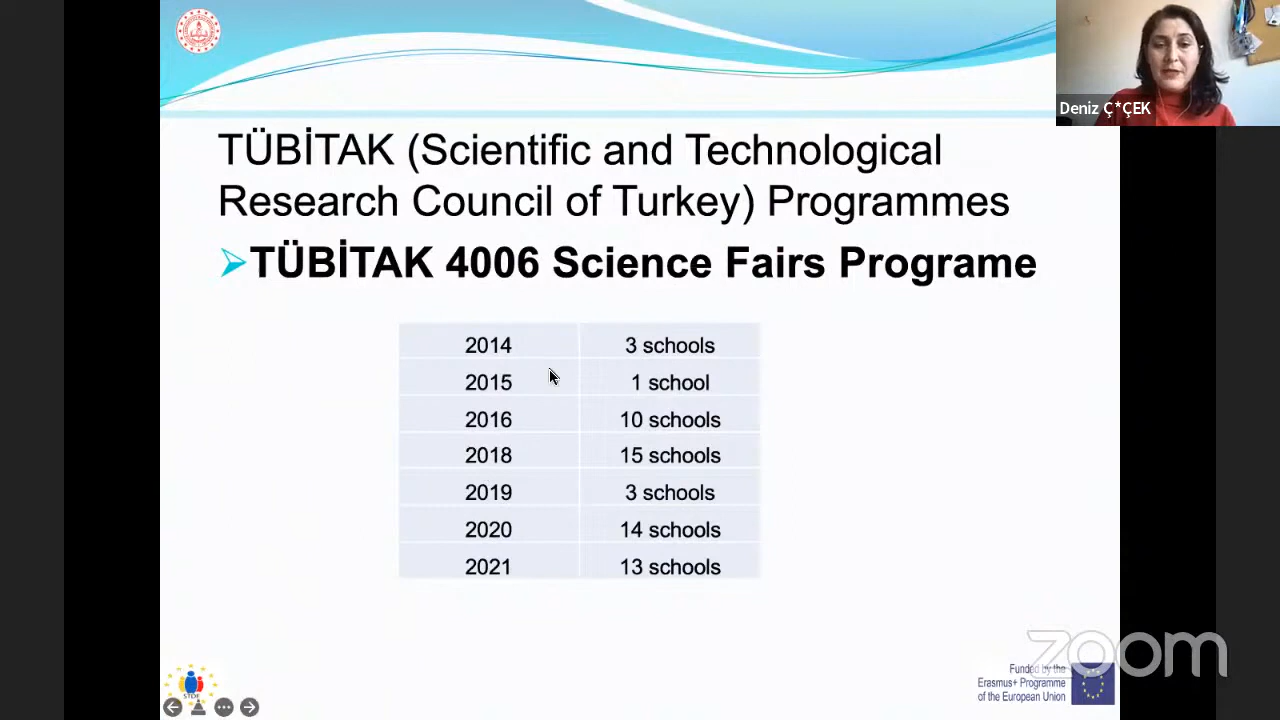 Deniz Ç*ÇEK
TÜBİTAK (Scientific and Technological
Research Council of Turkey) Programmes
TÜBİTAK 4006 Science Fairs Programe
2014 3 schools
2015 1 school
2016 10 schools
2018 15 schools
2019 3 schools
2020 14 schools
2021 13 schools
zoom
Funded by the
Erasmus+ Programme
of the European Union